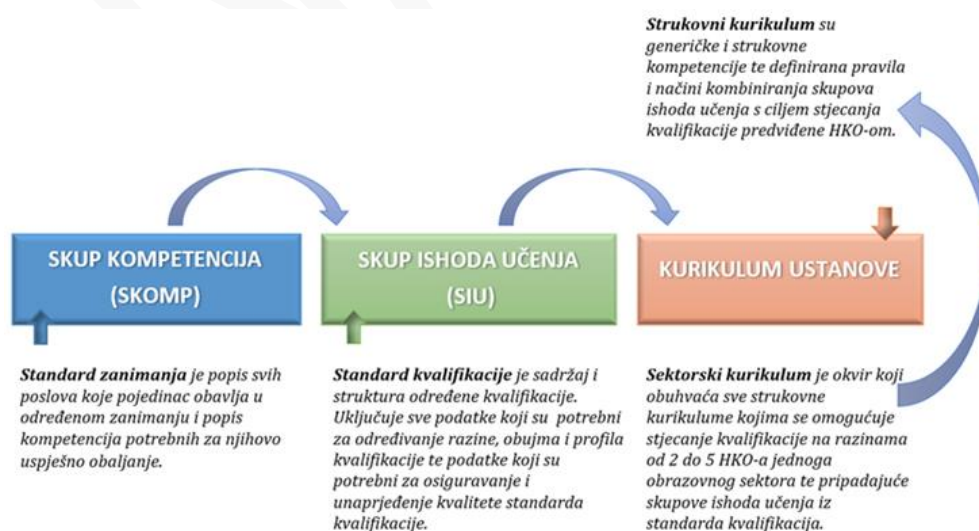 Strukovni kurikulum su
generičke i strukovne
kompetencije te definirana pravila
i načini kombiniranja skupova
ishoda učenja s ciljem stjecanja
kvalifikacije predviđene HKO-om.
SKUP KOMPETENCIJA
(SKOMP)
SKUP ISHODA UČENJA
(SIU)
KURIKULUM USTANOVE
Standard zanimanja je popis svih
poslova koje pojedinac obavlja u
određenom zanimanju i popis
kompetencija potrebnih za njihovo
uspješno obaljanje.
Standard kvalifikacije je sadržaj i
struktura određene kvalifikacije.
Uključuje sve podatke koji su potrebni
za određivanje razine, obujma i profila
kvalifikacije te podatke koji su
potrebni za osiguravanje i
unaprjeđenje kvalitete standarda
kvalifikacije.
Sektorski kurikulum je okvir koji
obuhvaća sve strukovne
kurikulume kojima se omogućuje
stjecanje kvalifikacije na razinama
od 2 do 5 HKO-a jednoga
obrazovnog sektora te pripadajuće
skupove ishoda učenja iz
standarda kvalifikacija.